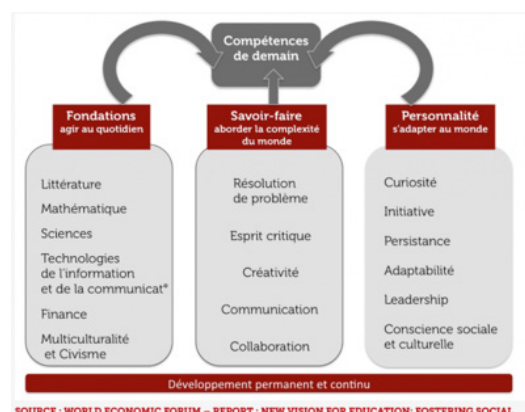 Compétences
de demain
Fondations
agir au quotidien
Littérature
Mathématique
Sciences
Technologies
de l'information
et de la communicat°
Finance
Multiculturalité
et Civisme
Savoir-faire
aborder la complexité
du monde
Résolution
de problème
Esprit critique
Créativité
Communication
Collaboration
Personnalité
s'adapter au monde
Curiosité
Initiative
Persistance
Adaptabilité
Leadership
Conscience sociale
et culturelle
Développement permanent et continu
SOURCE : WORLD ECONOMIC FORUM – REPORT : NEW VISION FOR EDUCATION: FOSTERING SOCIAL